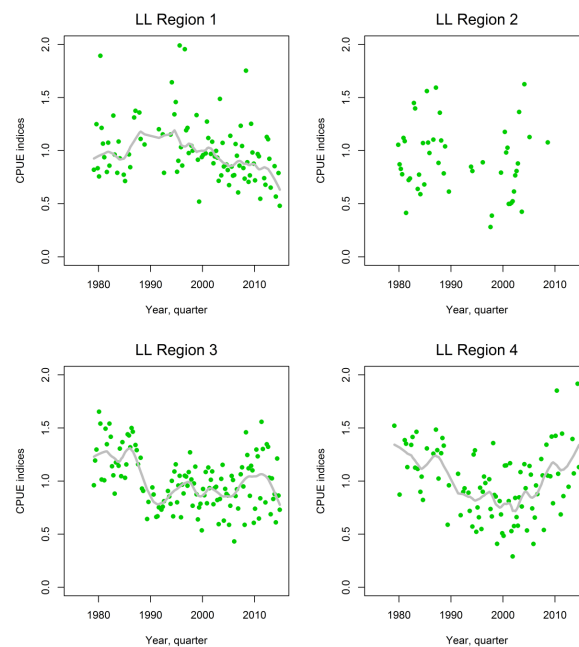 LL Region 1
LL Region 2
CPUE indices
2.0
1.5
1.0
0.5
0.0
1980 1990 2000 2010
Year, quarter
CPUE indices
2.0
1.5
1.0
0.5
0.0
1980 1990 2000 2010
Year, quarter
LL Region 3
LL Region 4
CPUE indices
2.0
1.5
1.0
0.5
0.0
1980 1990 2000 2010
Year, quarter
CPUE indices
2.0
1.5
1.0
0.5
0.0
1980 1990 2000 2010
Year, quarter